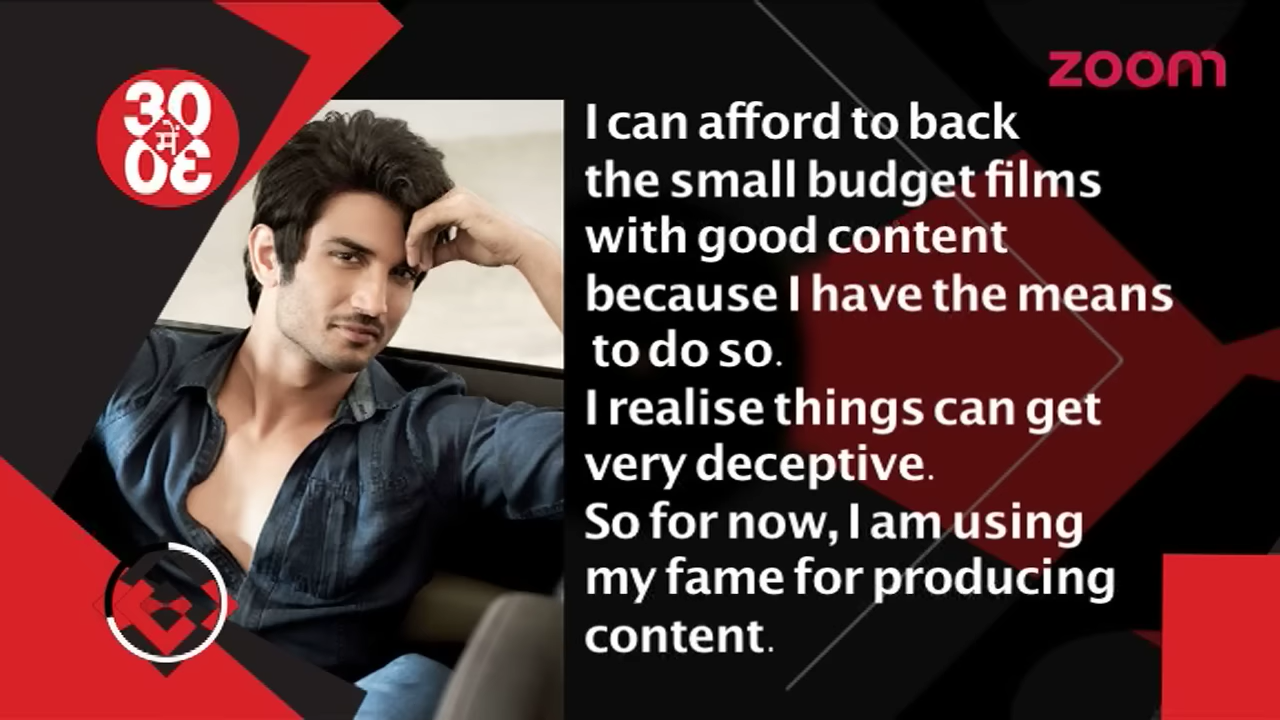 zoom
30
में
30
I can afford to back
the small budget films
with good content
because I have the means
to do so.
I realise things can get
very deceptive.
So for now, I am using
my fame for producing
content.